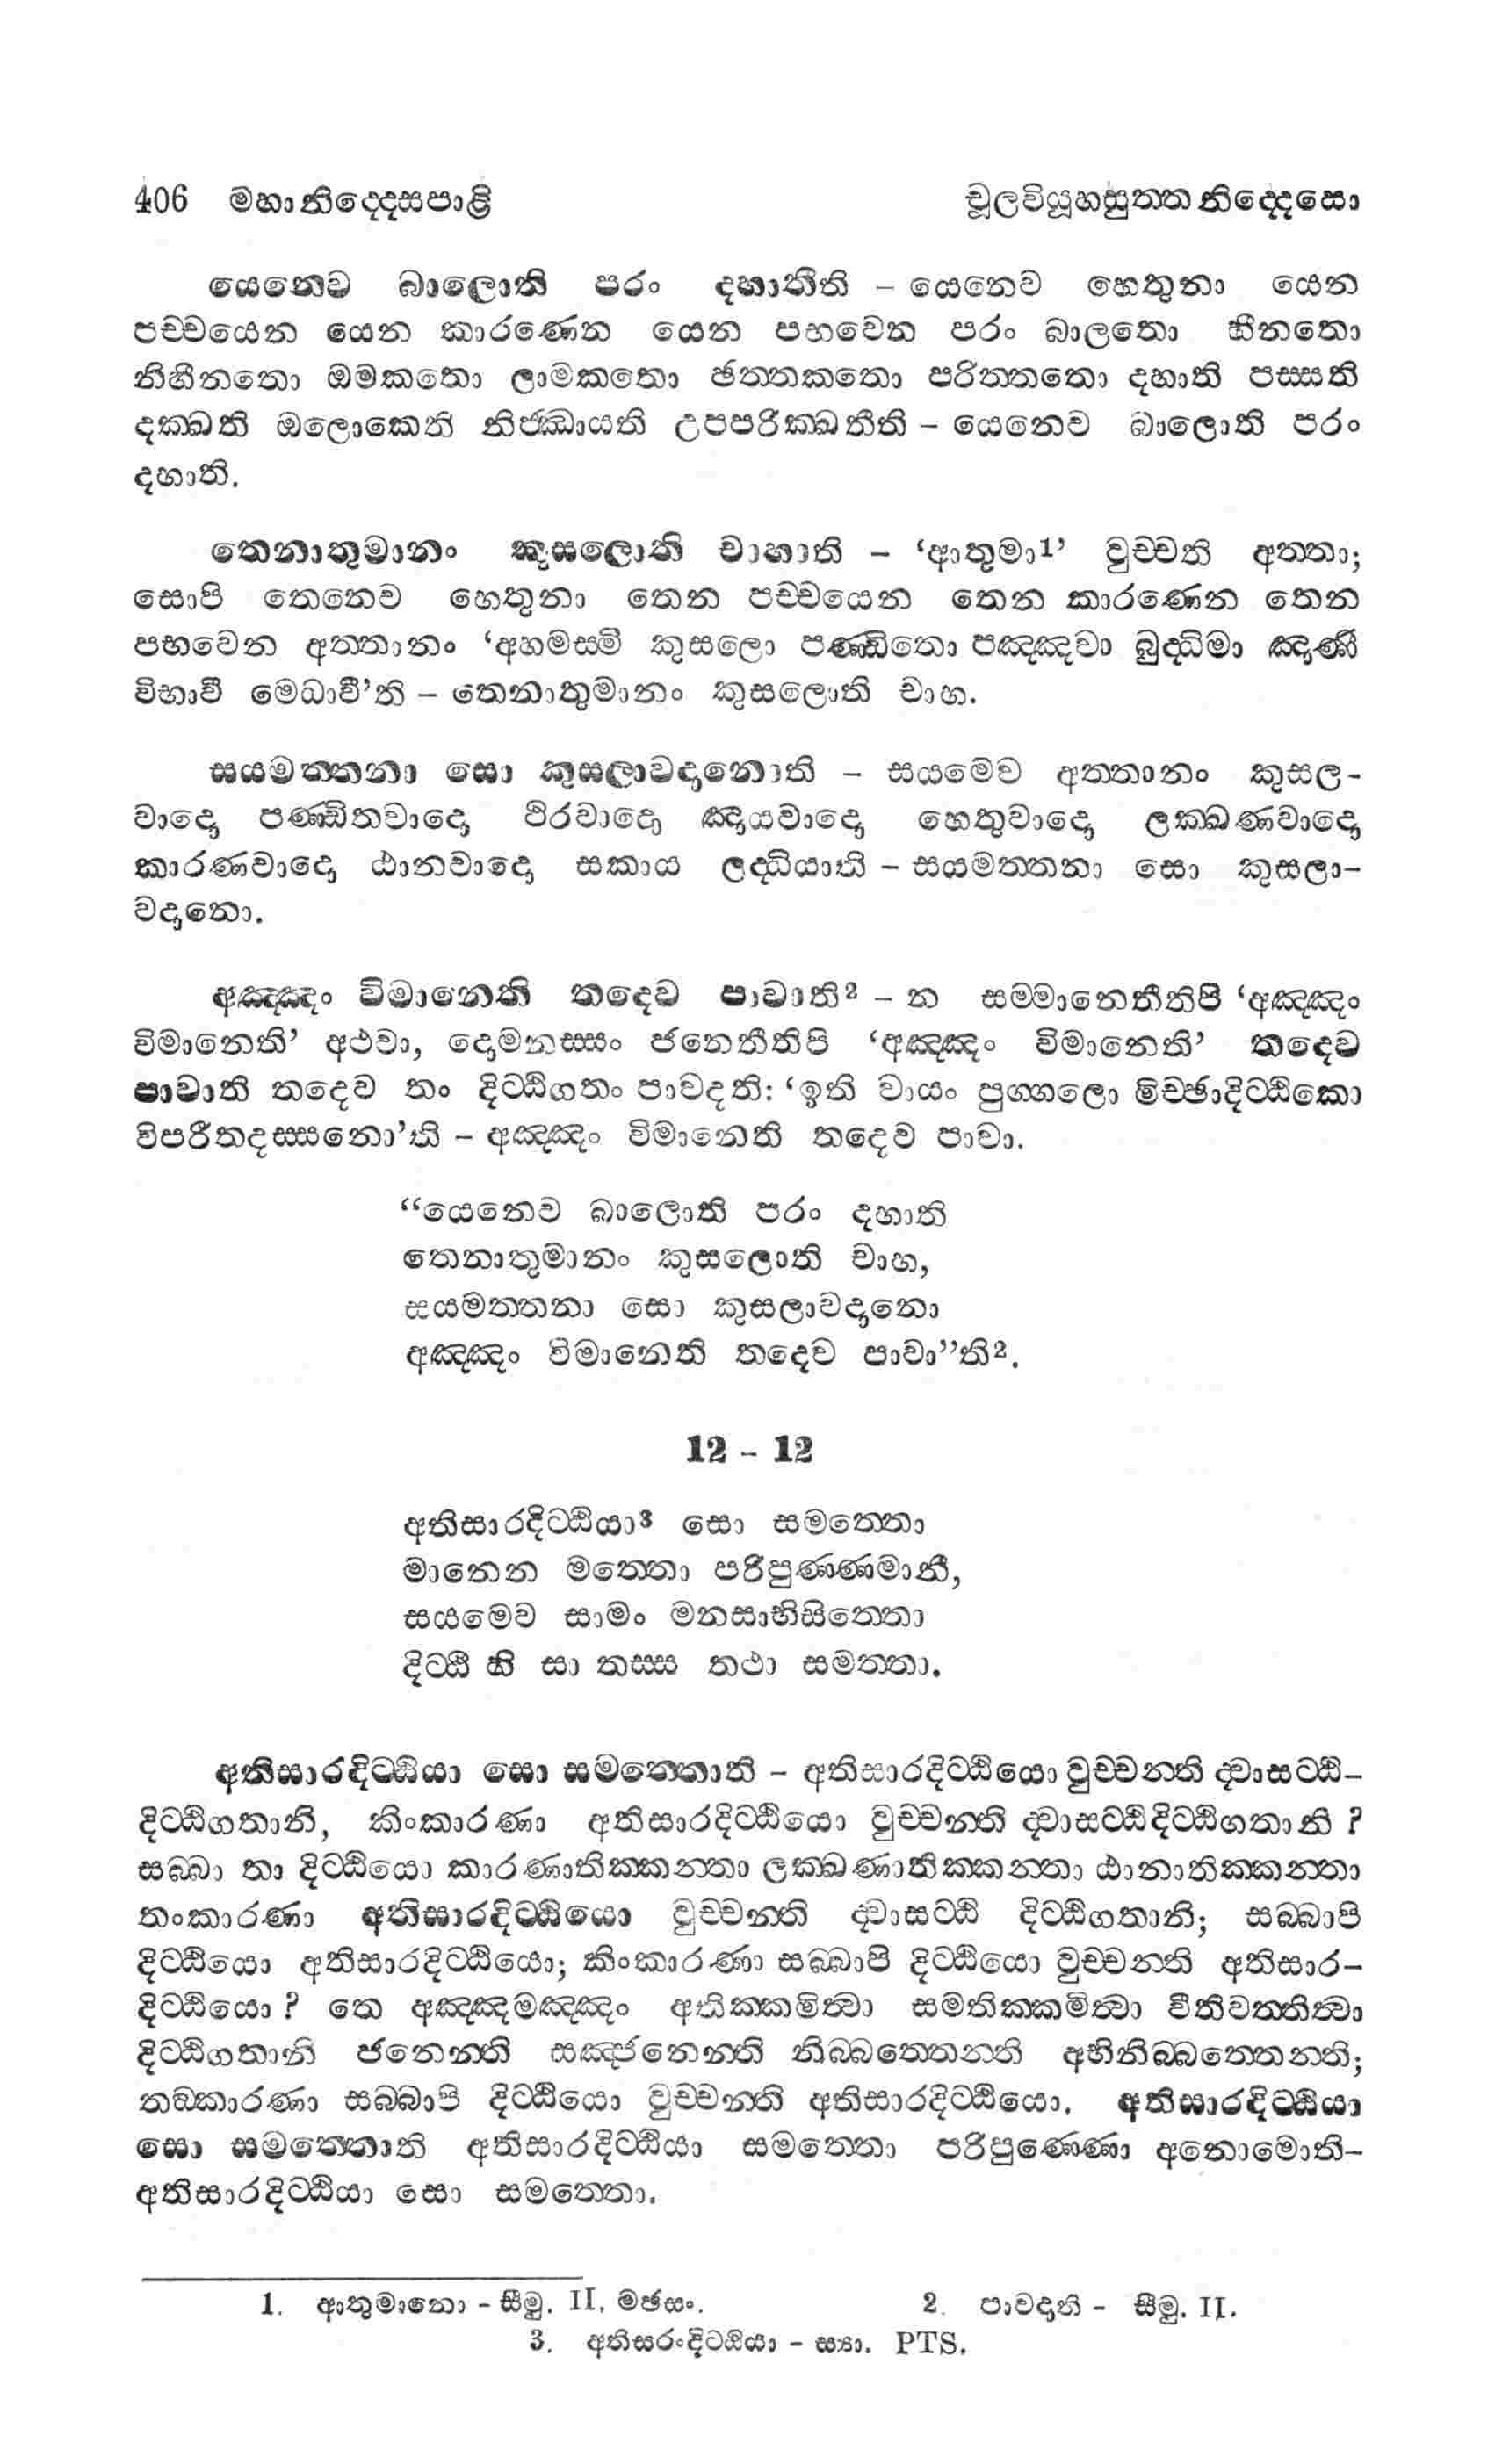 406 මහානිද්දෙසපාළි චූලවියූහසුත්තනිද්දෙසො
යෙනෙව බාලොති පරං දහාතීති – යෙනෙව හෙතුනා යෙන
පච්චයෙන යෙන කාරණෙන යෙන පභවෙන පරං බාලතො හීනතො
නිහීනතො ඔමකතො ලාමකතො ඡත්තකතො පරිත්තතො දහාති පස්සති
දක්ඛති ඔලොකෙති නිජ්ඣායති උපපරික්ඛතීති – යෙනෙව බාලොති පරං
දහාති.
තෙනාතුමානං කුසලොති චාහාති – ‘ආතුමා1’ වුච්චති අත්තා;
සොපි තෙනෙව හෙතුනා තෙන පච්චයෙන තෙන කාරණෙන තෙන
පභවෙන අත්තානං ‘අහමස්මි කුසලො පණ්ඩිතො පඤ්ඤවා බුද්ධිමා ඤාණී
විභාවී මෙධාවී’ති – තෙනාතුමානං කුසලොති චාහ.
සයමත්තනා සො කුසලාවදානොති – සයමෙව අත්තානං කුසල-
වාදො පණ්ඩිතවාදො ථිරවාදො ඤායවාදො හෙතුවාදො ලක්ඛණවාදො
කාරණවාදො ඨානවාදො සකාය ලද්ධියාති – සයමත්තනා සො කුසලා-
වදානො.
අඤ්ඤං විමානෙති තදෙව පාවාති2 – න සම්මානෙතීතිපි ‘අඤ්ඤං
විමානෙති’ අථවා, දොමනස්සං ජනෙතීතිපි ‘අඤ්ඤං විමානෙති’ තදෙව
පාවාති තදෙව තං දිට්ඨිගතං පාවදති: ‘ඉති වායං පුග්ගලො මිච්ඡාදිට්ඨිකො
විපරීතදස්සනො’ති – අඤ්ඤං විමානෙති තදෙව පාවා.
“යෙනෙව බාලොති පරං දහාති
තෙනාතුමානං කුසලොති චාහ,
සයමත්තනා සො කුසලාවදානො
අඤ්ඤං විමානෙති තදෙව පාවා”ති2.
12 – 12
අතිසාරදිට්ඨියා3 සො සමත්තො
මානෙන මත්තො පරිපුණ්ණමානී,
සයමෙව සාමං මනසාභිසිත්තො
දිට්ඨී හි සා තස්ස තථා සමත්තා.
අතිසාරදිට්ඨියා සො සමත්තොති – අතිසාරදිට්ඨියො වුච්චන්ති ද්වාසට්ඨි-
දිට්ඨිගතානි, කිංකාරණා අතිසාරදිට්ඨියො වුච්චන්ති ද්වාසට්ඨිදිට්ඨිගතානි ?
සබ්බා තා දිට්ඨියො කාරණාතික්කන්තා ලක්ඛණාතික්කන්තා ඨානාතික්කන්තා
තංකාරණා අතිසාරදිට්ඨියො වුච්චන්ති ද්වාසට්ඨි දිට්ඨිගතානි; සබ්බාපි
දිට්ඨියො අතිසාරදිට්ඨියො; කිංකාරණා සබ්බාපි දිට්ඨියො වුච්චන්ති අතිසාර-
දිට්ඨියො ? තෙ අඤ්ඤමඤ්ඤං අතික්කමිත්වා සමතික්කමිත්වා වීතිවත්තිත්වා
දිට්ඨිගතානි ජනෙන්ති සඤ්ජනෙන්ති නිබ්බත්තෙන්ති අභිනිබ්බත්තෙන්ති;
තඞ්කාරණා සබ්බාපි දිට්ඨියො වුච්චන්ති අතිසාරදිට්ඨියො. අතිසාරදිට්ඨියා
සො සමත්තොති අතිසාරදිට්ඨියා සමත්තො පරිපුණ්ණො අනොමොති-
අතිසාරදිට්ඨියා සො සමත්තො.
1. ආතුමානො – සීමු. II, මඡසං. 2. පාවදාති – සීමු. II.
3. අතිසරංදිට්ඨියා – ස්‍යා. PTS.